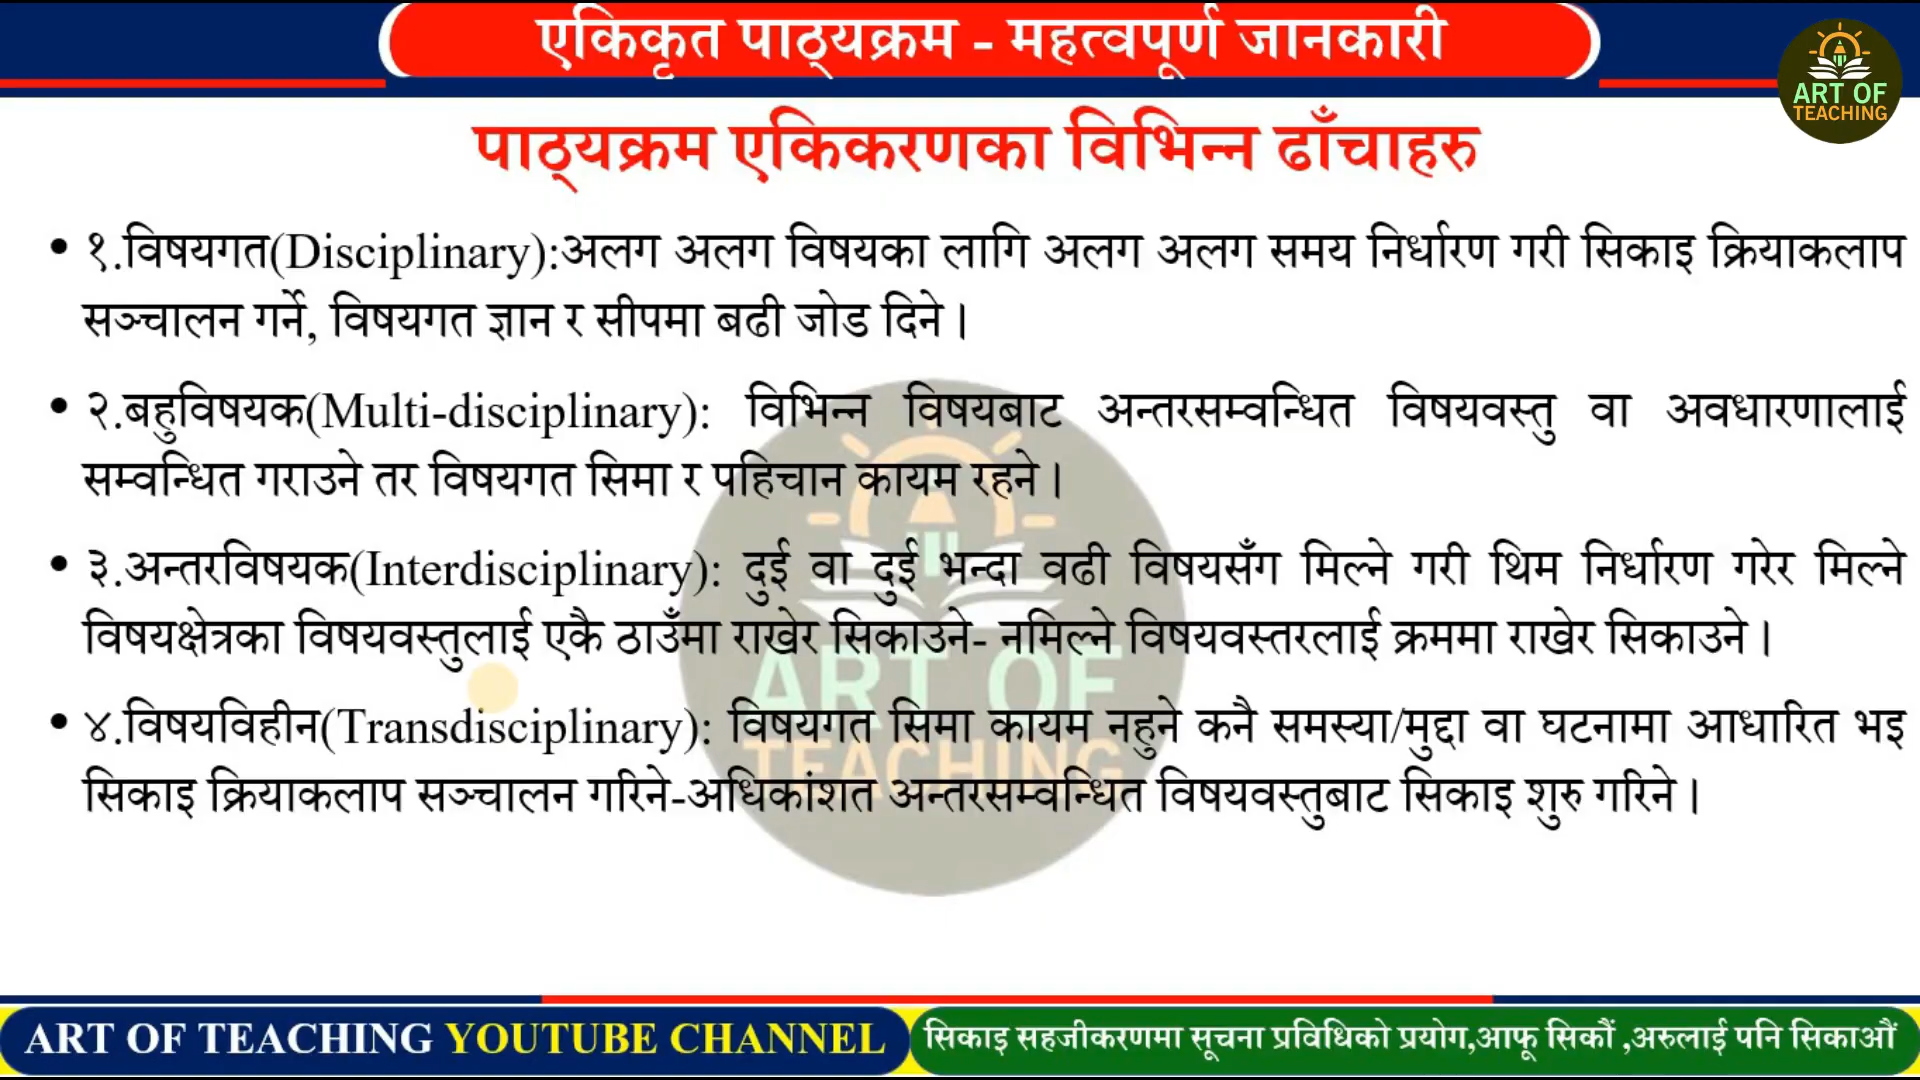 एकिकृत पाठ्यक्रम - महत्वपूर्ण जानकारी
ART OF
TEACHING
पाठ्यक्रम एकिकरणका विभिन्न ढाँचाहरु
• १.विषयगत(Disciplinary):अलग अलग विषयका लागि अलग अलग समय निर्धारण गरी सिकाइ क्रियाकलाप
सञ्चालन गर्ने, विषयगत ज्ञान र सीपमा बढी जोड दिने।
• २.बहुविषयक(Multi-disciplinary): विभिन्न विषयबाट अन्तरसम्वन्धित विषयवस्तु वा अवधारणालाई
सम्वन्धित गराउने तर विषयगत सिमा र पहिचान कायम रहने।
• ३.अन्तरविषयक(Interdisciplinary): दुई वा दुई भन्दा वढी विषयसँग मिल्ने गरी थिम निर्धारण गरेर मिल्ने
विषयक्षेत्रका विषयवस्तुलाई एकै ठाउँमा राखेर सिकाउने- नमिल्ने विषयवस्तरलाई क्रममा राखेर सिकाउने।
• ४.विषयविहीन(Transdisciplinary): विषयगत सिमा कायम नहुने कनै समस्या/मुद्दा वा घटनामा आधारित भइ
सिकाइ क्रियाकलाप सञ्चालन गरिने-अधिकांशत अन्तरसम्वन्धित विषयवस्तुबाट सिकाइ शुरु गरिने।
ART OF
TEACHING
ART OF TEACHING YOUTUBE CHANNEL
सिकाइ सहजीकरणमा सूचना प्रविधिको प्रयोग,आफू सिकौं ,अरुलाई पनि सिकाऔं